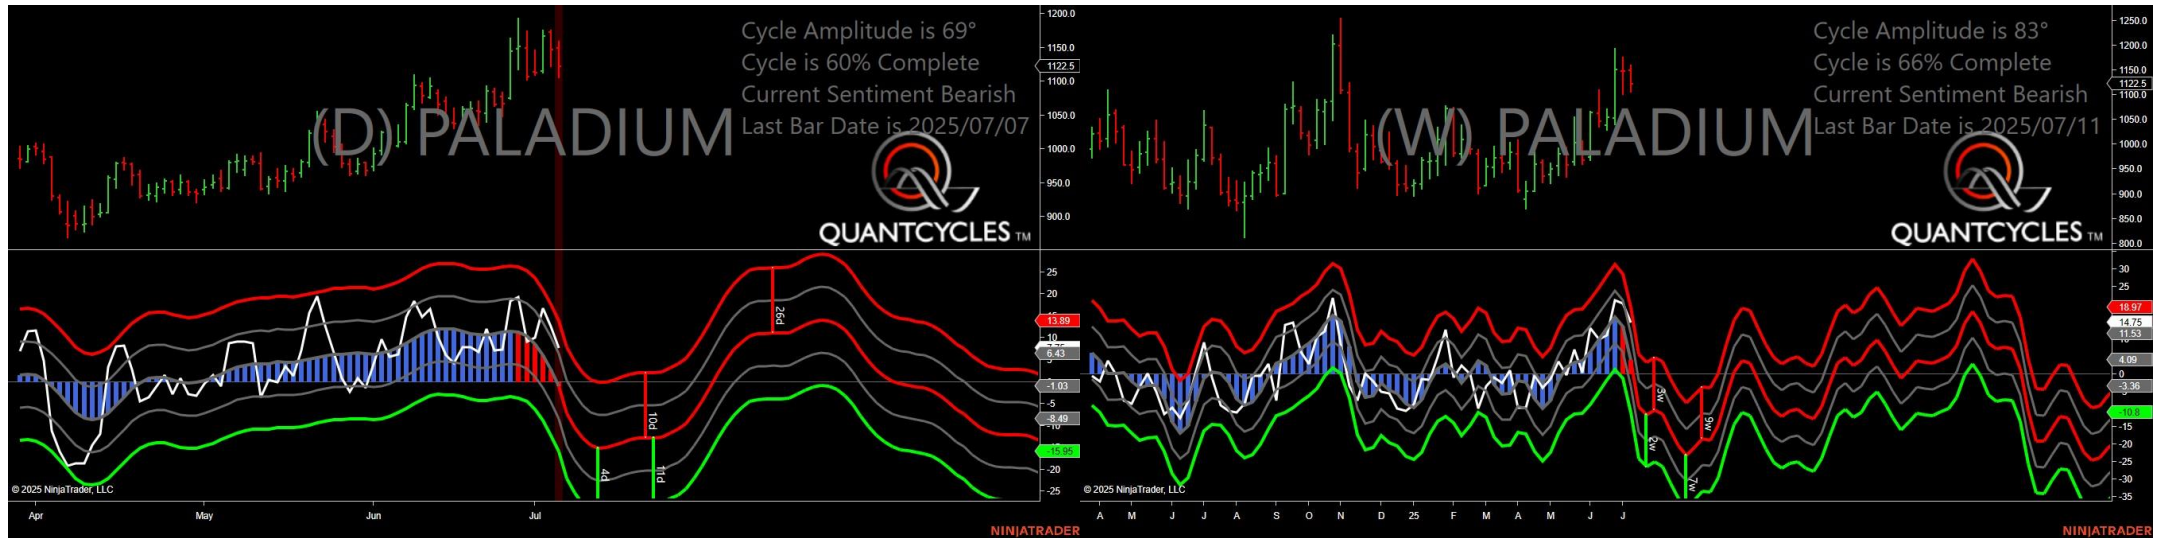 Cycle Amplitude is 69°
Cycle is 60% Complete
Current Sentiment Bearish
Last Bar Date is 2025/07/07
(D) PALADIUM
QUANTCYCLES TM
1200.0
1150.0
1122.5
1100.0
1050.0
1000.0
950.0
900.0
25
20
13.89
10
6.43
-1.03
-5
-8.49
-10
-15.95
-20
-25
26d
10d
4d
11d
© 2025 NinjaTrader, LLC
Apr May Jun Jul
NINJATRADER
Cycle Amplitude is 83°
Cycle is 66% Complete
Current Sentiment Bearish
Last Bar Date is 2025/07/11
(W) PALADIUM
QUANTCYCLES TM
1250.0
1200.0
1150.0
1122.5
1100.0
1050.0
1000.0
950.0
900.0
850.0
800.0
30
25
18.97
14.75
11.53
4.09
0
-3.36
-10.8
-15
-20
-25
-30
-35
2w
9w
7w
© 2025 NinjaTrader, LLC
A M J J A S O N D 25 F M A M J J
NINJATRADER